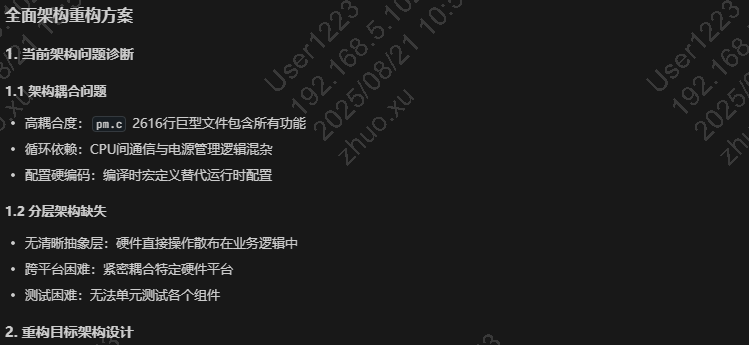 全面架构重构方案
1. 当前架构问题诊断
1.1 架构耦合问题
• 高耦合度： pm.c 2616行巨型文件包含所有功能
• 循环依赖：CPU间通信与电源管理逻辑混杂
• 配置硬编码：编译时宏定义替代运行时配置
1.2 分层架构缺失
• 无清晰抽象层：硬件直接操作散布在业务逻辑中
• 跨平台困难：紧密耦合特定硬件平台
• 测试困难：无法单元测试各个组件
2. 重构目标架构设计
User1223
192.168.5.10
2025/08/21 10:5
zhuo.xu
User1223
192.168
2025/0
zhuo.xu